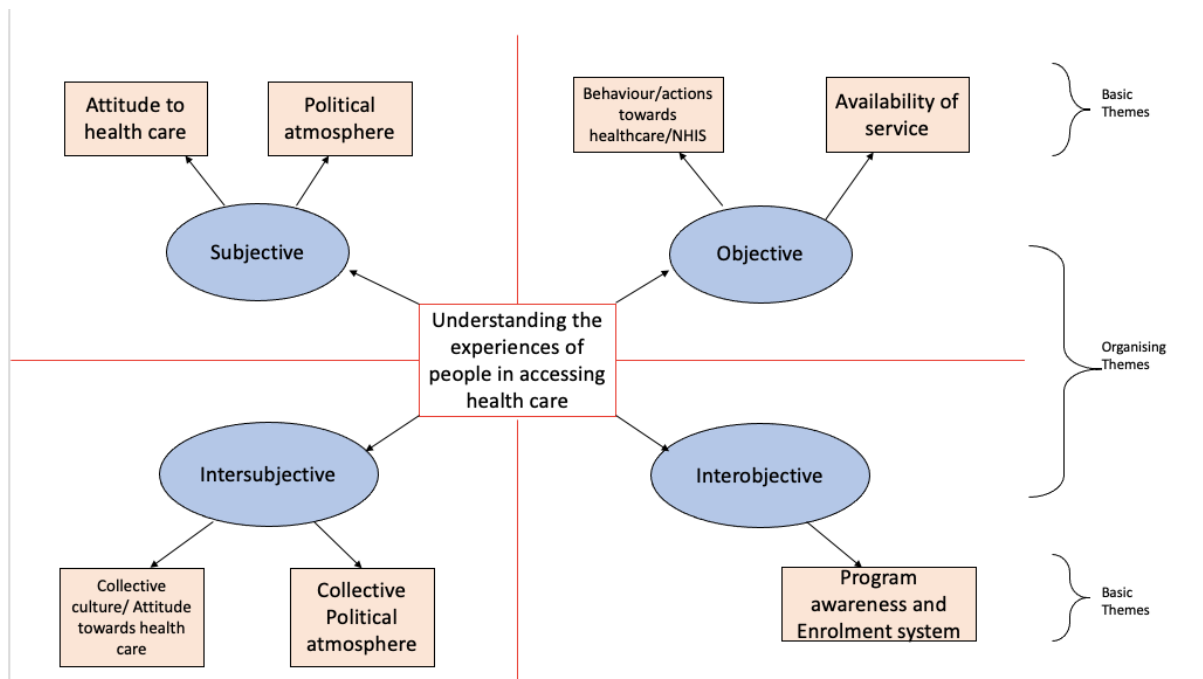 Attitude to
health care
Political
atmosphere
Behaviour/actions
towards
healthcare/NHIS
Availability of
service
Basic
Themes
Subjective
Objective
Understanding the
experiences of
people in accessing
health care
Organising
Themes
Intersubjective
Interobjective
Collective
culture/ Attitude
towards health
care
Collective
Political
atmosphere
Program
awareness and
Enrolment system
Basic
Themes